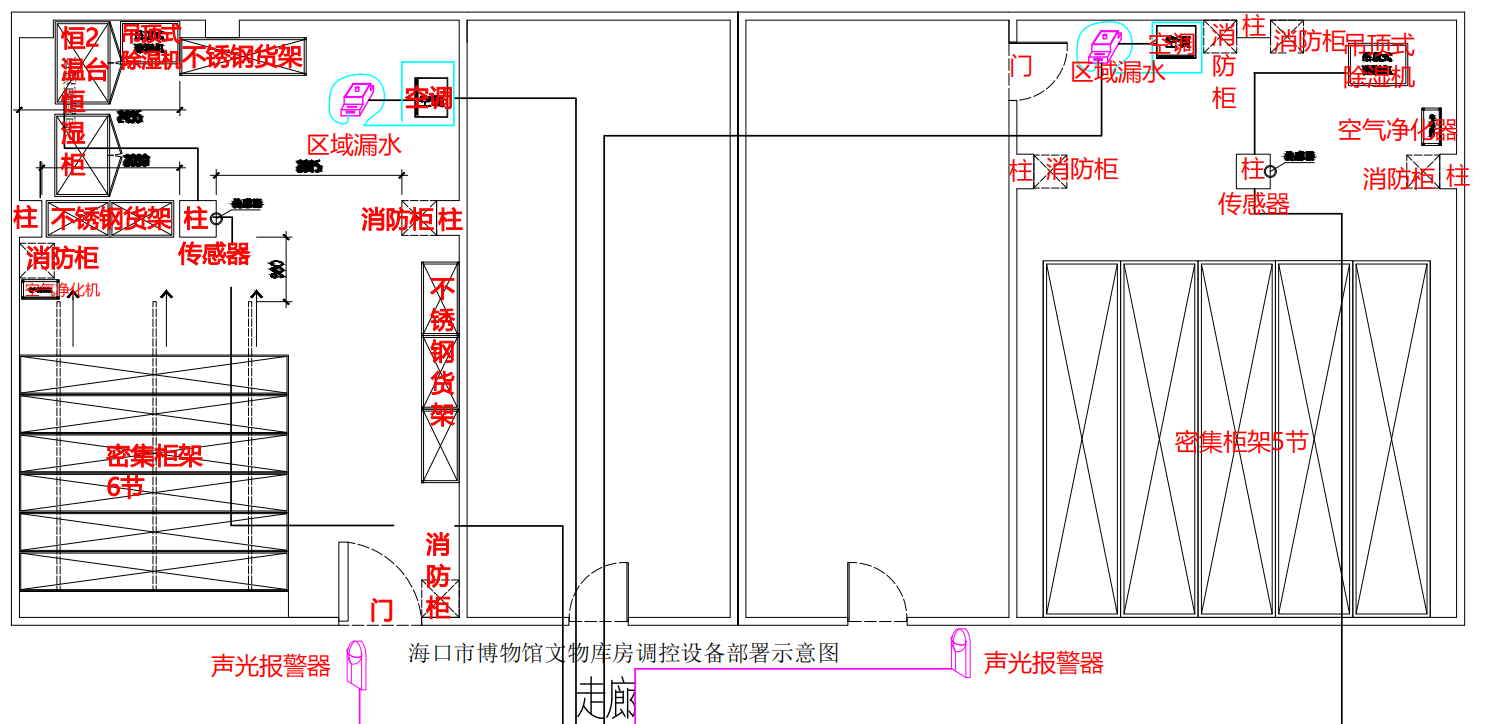 恒2
温台
恒
湿
柜
吊顶式
除湿机
不锈钢货架
空调
区域漏水
柱
不锈钢货架
柱
传感器
消防柜
柱
消防柜
空气净化机
900
不
锈
钢
货
架
密集柜架
6节
消
防
柜
门
门
区域漏水
空调
消
防
柜
柱
消防柜
吊顶式
除湿机
空气净化器
柱
消防柜
柱
传感器
消防柜
柱
密集柜架5节
声光报警器
海口市博物馆文物库房调控设备部署示意图
声光报警器
走廊